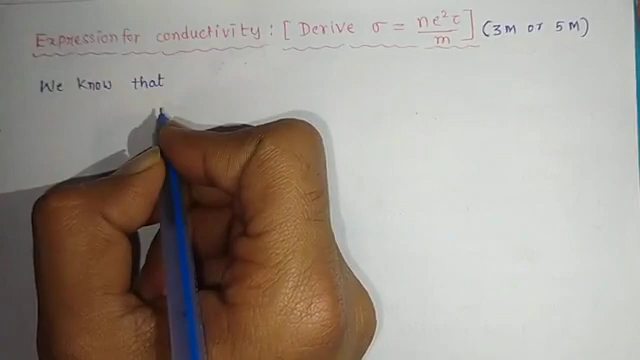 Expression for conductivity : [ Derive σ = ne²τ/m ] (3M or 5M)
We know that